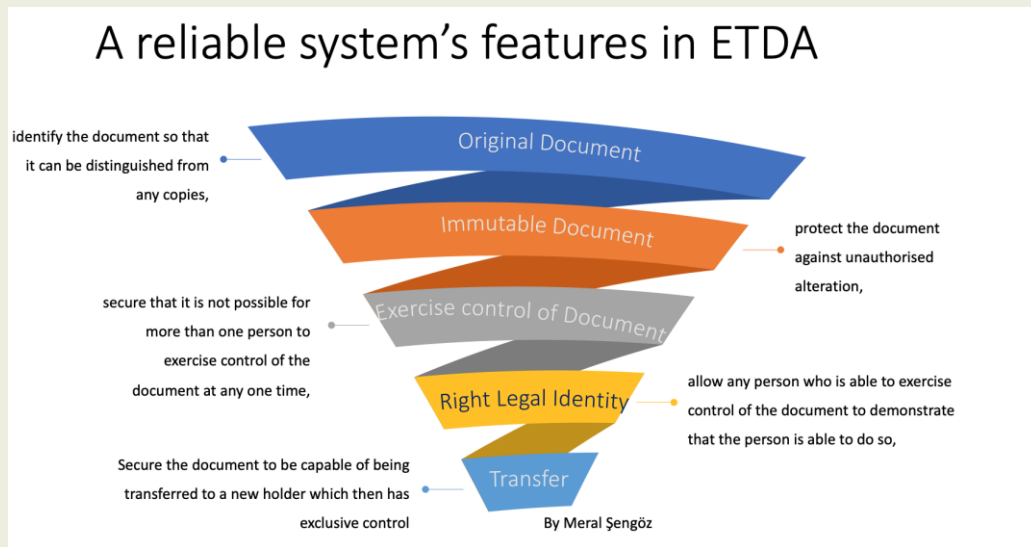 A reliable system’s features in ETDA
Original Document
identify the document so that
it can be distinguished from
any copies,
Immutable Document
protect the document
against unauthorised
alteration,
Exercise control of Document
secure that it is not possible for
more than one person to
exercise control of the
document at any one time,
Right Legal Identity
allow any person who is able to exercise
control of the document to demonstrate
that the person is able to do so,
Transfer
Secure the document to be capable of being
transferred to a new holder which then has
exclusive control
By Meral Şengöz